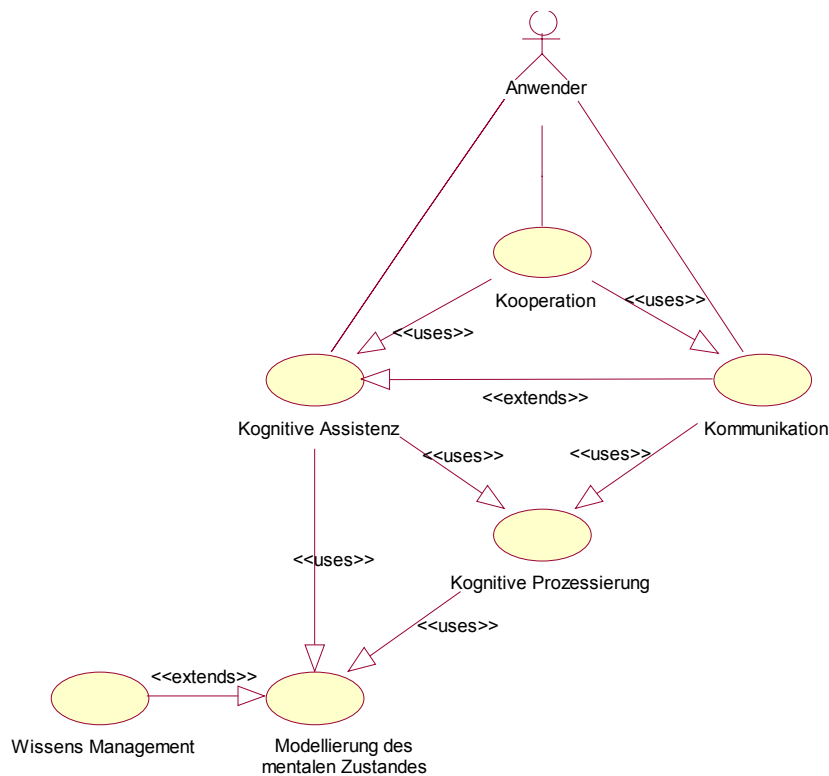 Anwender
Kooperation
<<uses>>
<<uses>>
<<extends>>
Kognitive Assistenz
Kommunikation
<<uses>>
<<uses>>
<<uses>>
Kognitive Prozessierung
<<uses>>
<<extends>>
Wissens Management
Modellierung des
mentalen Zustandes